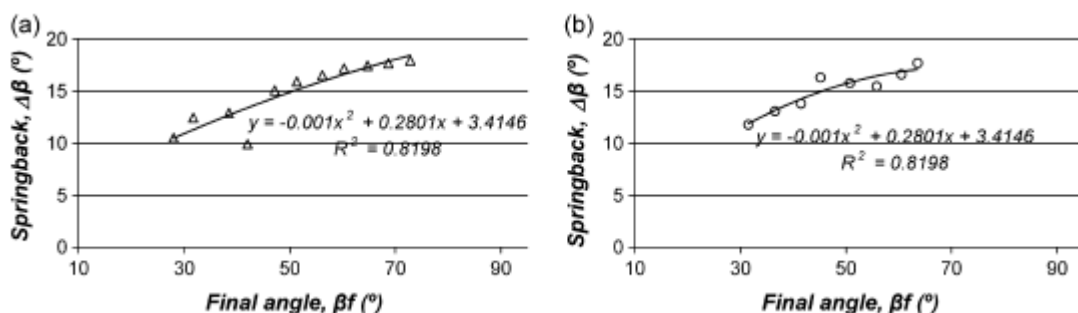 (a)
Springback, Δβ (º)
20
15
10
5
0
y = -0.001x² + 0.2801x + 3.4146
R² = 0.8198
10 30 50 70 90
Final angle, βf (º)
(b)
Springback, Δβ (º)
20
15
10
5
0
y = -0.001x² + 0.2801x + 3.4146
R² = 0.8198
10 30 50 70 90
Final angle, βf (º)